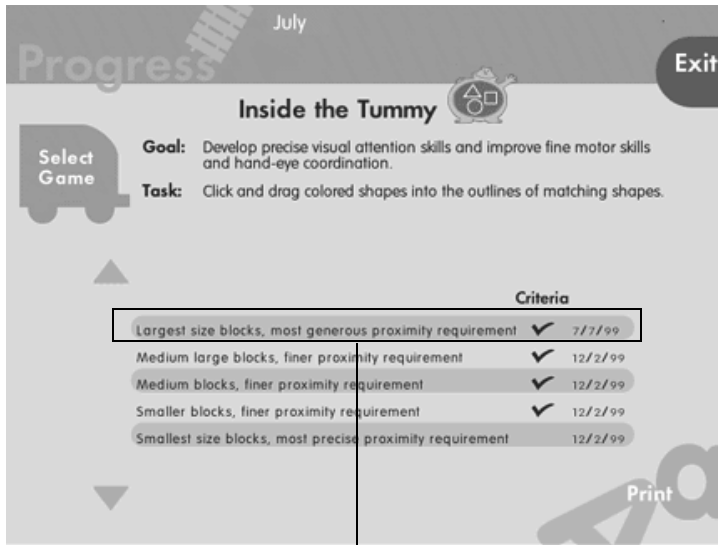 July
Progress
Exit
Inside the Tummy
Select
Game
Goal: Develop precise visual attention skills and improve fine motor skills
and hand-eye coordination.
Task: Click and drag colored shapes into the outlines of matching shapes.
Criteria
Largest size blocks, most generous proximity requirement ✔ 7/7/99
Medium large blocks, finer proximity requirement ✔ 12/2/99
Medium blocks, finer proximity requirement ✔ 12/2/99
Smaller blocks, finer proximity requirement ✔ 12/2/99
Smallest size blocks, most precise proximity requirement 12/2/99
Print